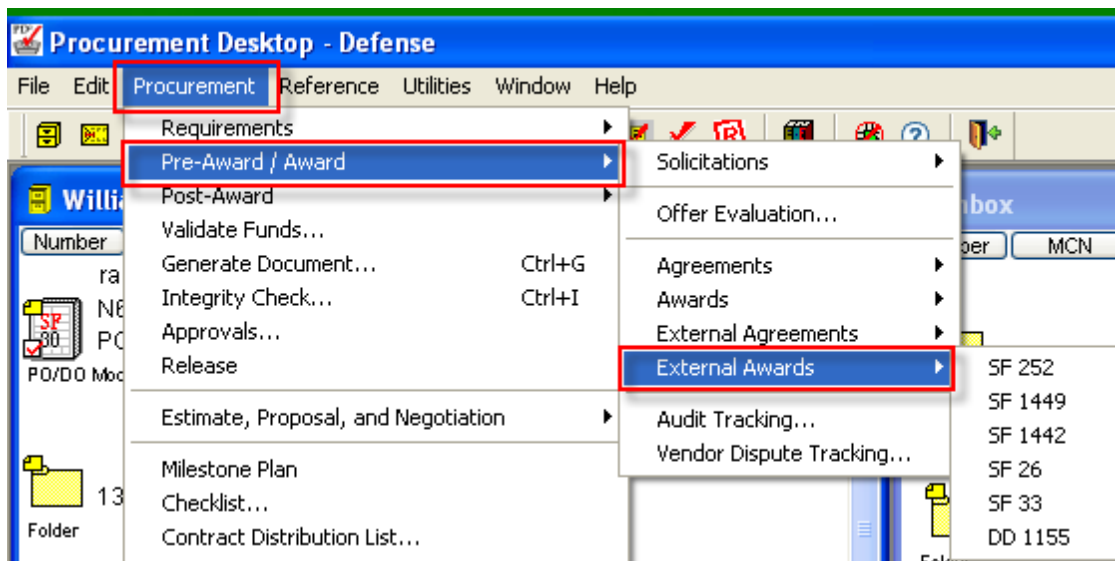 Procurement Desktop - Defense
File Edit Procurement Reference Utilities Window Help
Requirements
Pre-Award / Award
Post-Award
Validate Funds...
Generate Document... Ctrl+G
Integrity Check... Ctrl+I
Approvals...
Release
Estimate, Proposal, and Negotiation
Milestone Plan
Checklist...
Contract Distribution List...
Solicitations
Offer Evaluation...
Agreements
Awards
External Agreements
External Awards
Audit Tracking...
Vendor Dispute Tracking...
SF 252
SF 1449
SF 1442
SF 26
SF 33
DD 1155
Number
SF
30
PO/DO
13
Folder
MCN